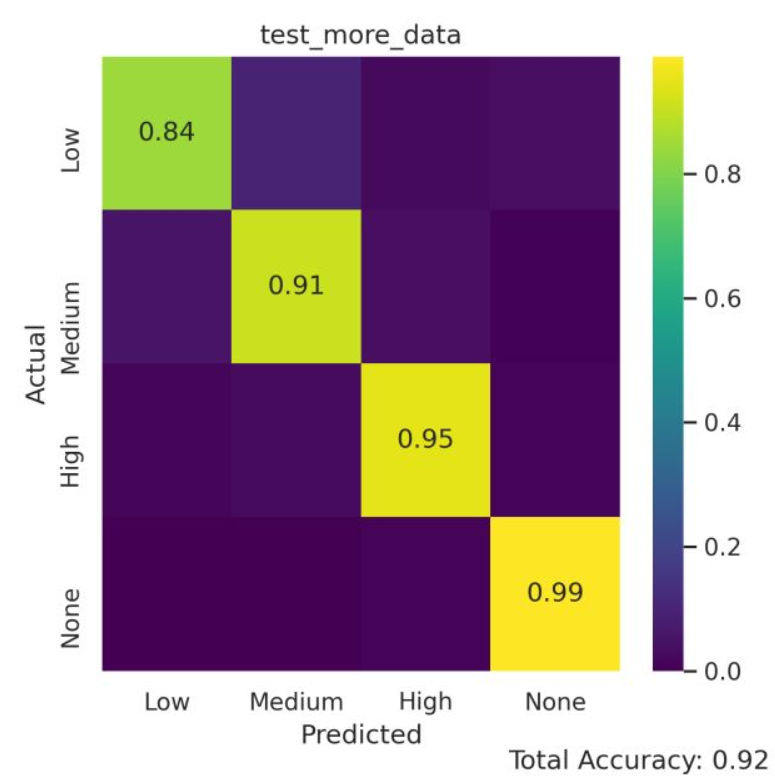 test_more_data
Actual
Low
0.84
Medium
0.91
High
0.95
None
0.99
0.8
0.6
0.4
0.2
0.0
Low Medium High None
Predicted
Total Accuracy: 0.92